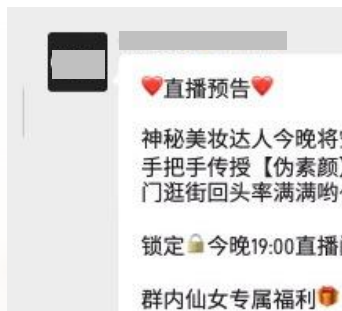 ❤️直播预告❤️
神秘美妆达人今晚将
手把手传授【伪素颜
门逛街回头率满满哟
锁定🔒今晚19:00直播
群内仙女专属福利🎁